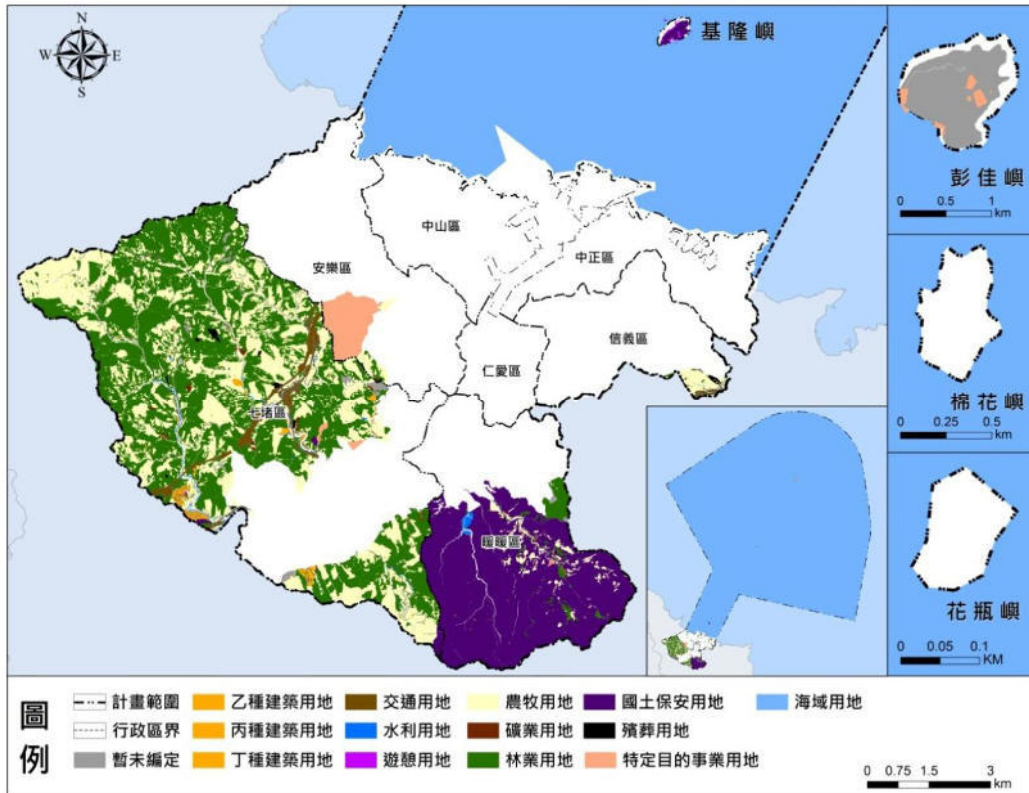 N
W
E
S
基隆嶼
彭佳嶼
0 0.5 1
km
中山區
中正區
安樂區
信義區
仁愛區
七堵區
暖暖區
棉花嶼
0 0.25 0.5
km
花瓶嶼
0 0.05 0.1
KM
圖例
計畫範圍 乙種建築用地 交通用地 農牧用地 國土保安用地 海域用地
行政區界 丙種建築用地 水利用地 礦業用地 殯葬用地
暫未編定 丁種建築用地 遊憩用地 林業用地 特定目的事業用地
0 0.75 1.5 3
km